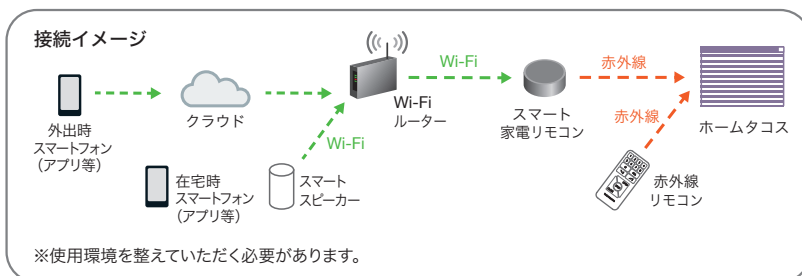 接続イメージ
外出時
スマートフォン
（アプリ等）
クラウド
Wi-Fi
ルーター
Wi-Fi
スマート
家電リモコン
赤外線
ホームタコス
Wi-Fi
在宅時
スマートフォン
（アプリ等）
スマート
スピーカー
赤外線
赤外線
リモコン
※使用環境を整えていただく必要があります。